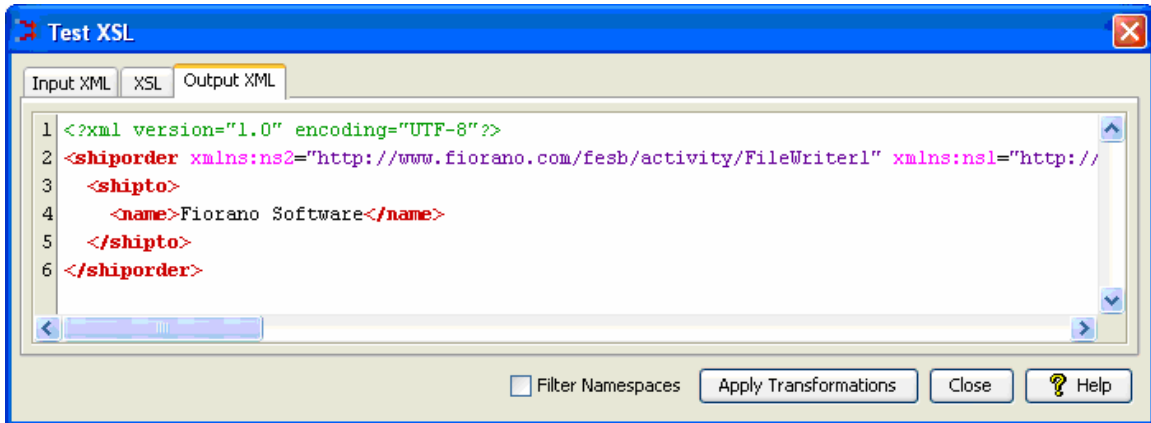 Test XSL
Input XML XSL Output XML
1 <?xml version="1.0" encoding="UTF-8"?>
2 <shiporder xmlns:ns2="http://www.fiorano.com/fesb/activity/FileWriter1" xmlns:ns1="http://
3 <shipto>
4 <name>Fiorano Software</name>
5 </shipto>
6 </shiporder>
Filter Namespaces Apply Transformations Close ? Help